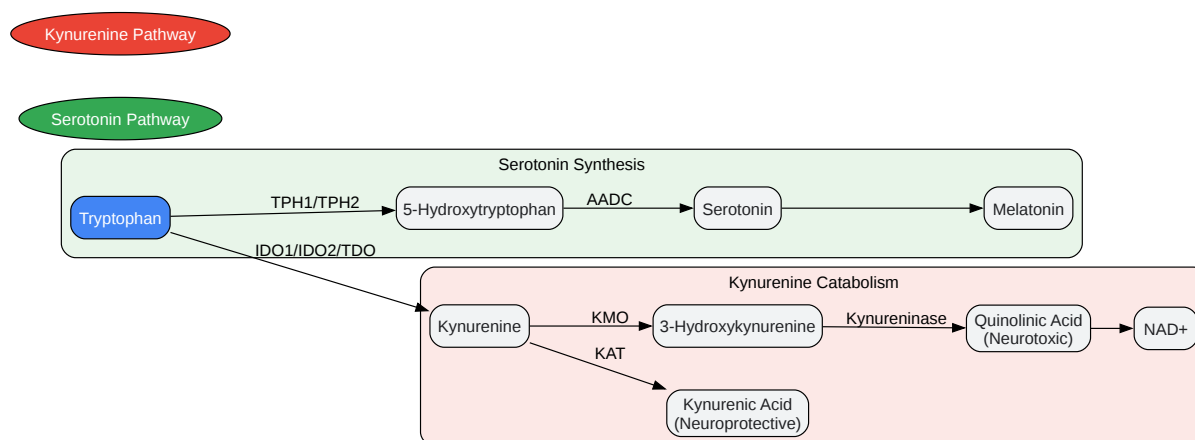 Kynurenine Pathway
Serotonin Pathway
Serotonin Synthesis
Tryptophan
TPH1/TPH2
5-Hydroxytryptophan
AADC
Serotonin
Melatonin
IDO1/IDO2/TDO
Kynurenine Catabolism
Kynurenine
KMO
3-Hydroxykynurenine
Kynureninase
Quinolinic Acid
(Neurotoxic)
NAD+
KAT
Kynurenic Acid
(Neuroprotective)